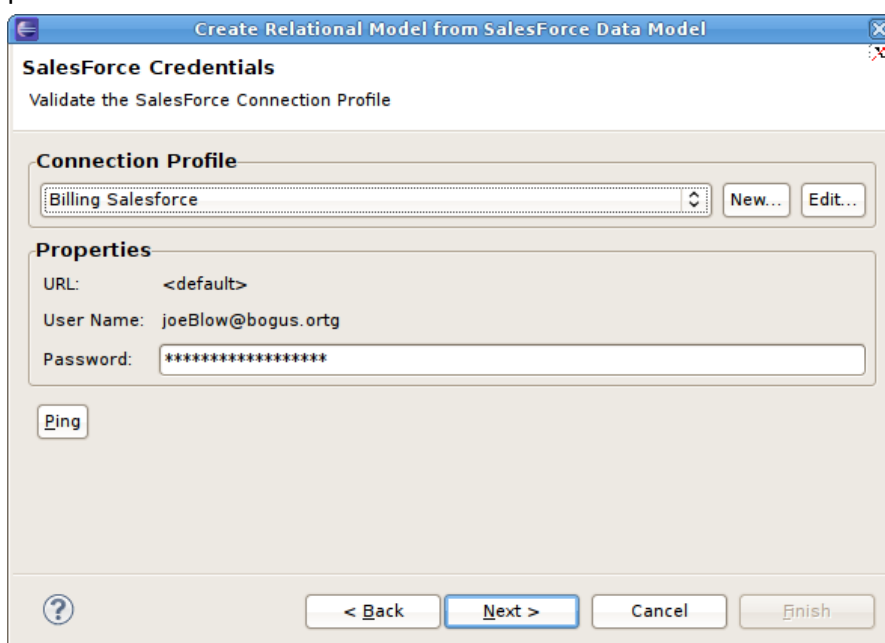 Create Relational Model from SalesForce Data Model
SalesForce Credentials
Validate the SalesForce Connection Profile
Connection Profile
Billing Salesforce New... Edit...
Properties
URL: <default>
User Name: joeBlow@bogus.ortg
Password: ******************
Ping
? < Back Next > Cancel Finish